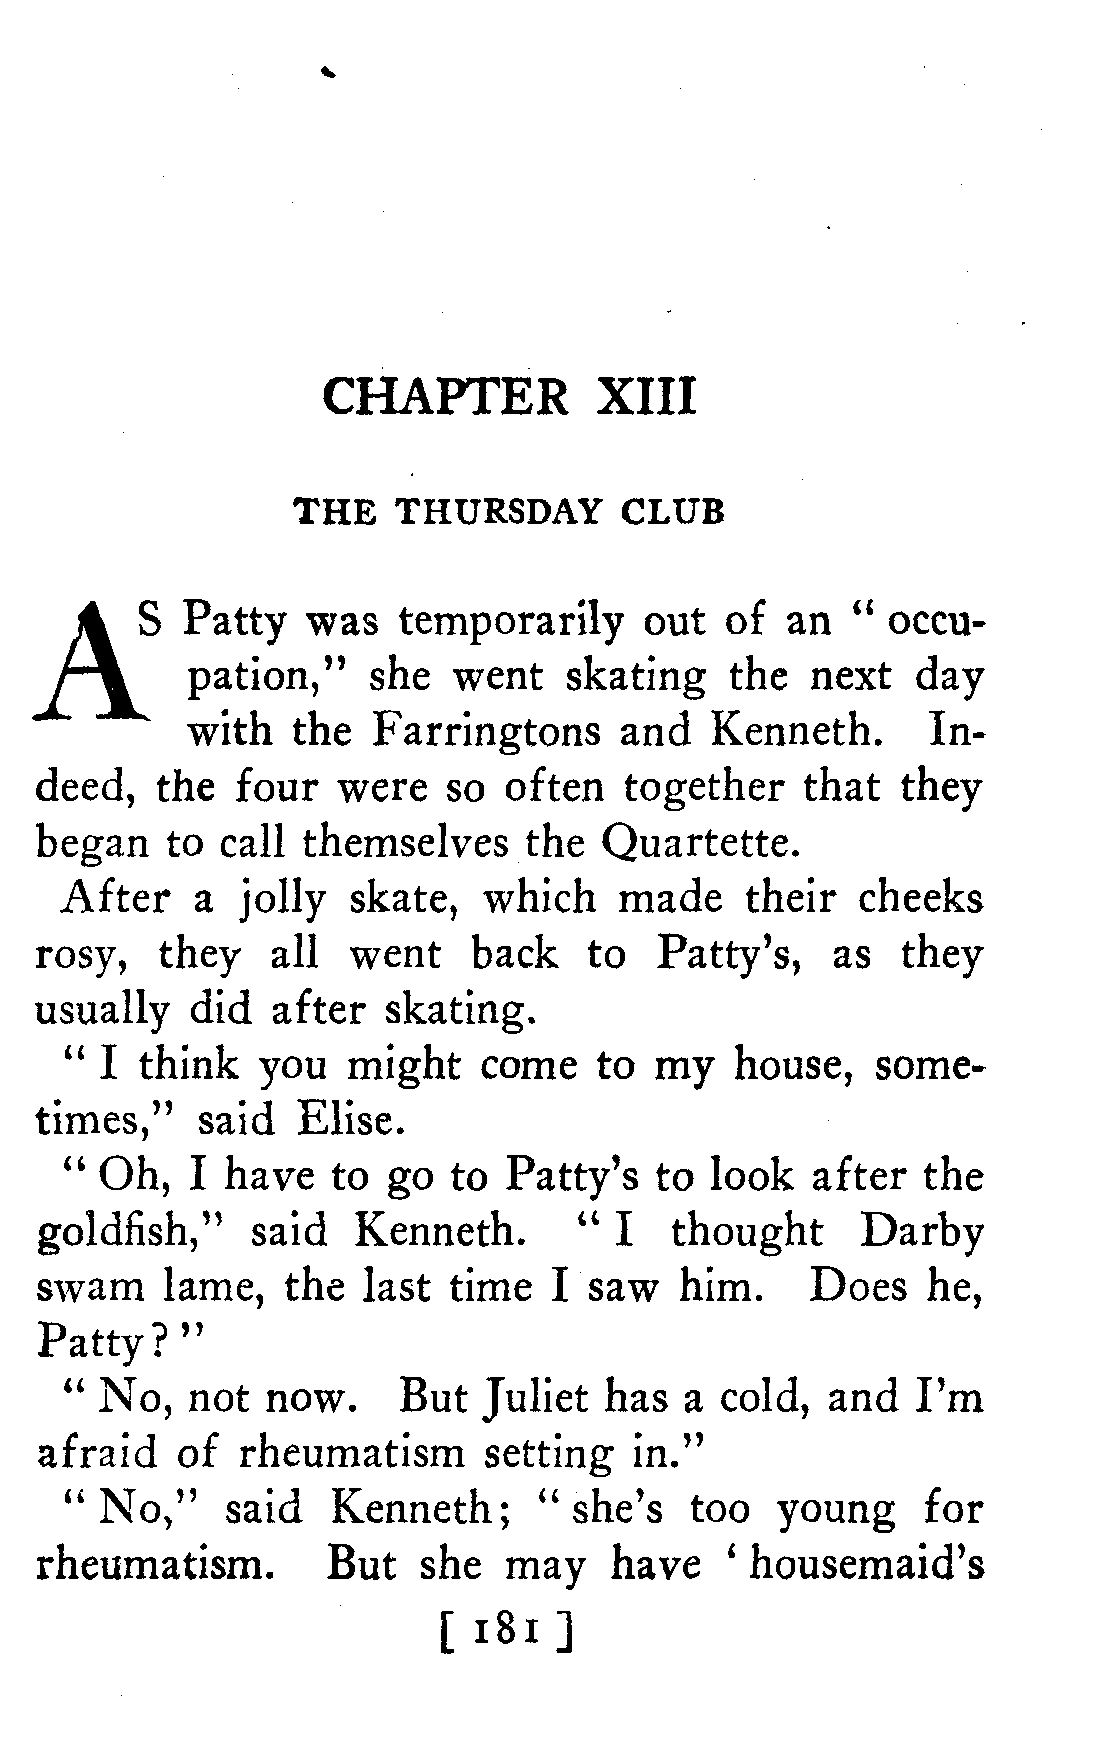 CHAPTER XIII
THE THURSDAY CLUB
AS Patty was temporarily out of an " occu-
pation," she went skating the next day
with the Farringtons and Kenneth. In-
deed, the four were so often together that they
began to call themselves the Quartette.
After a jolly skate, which made their cheeks
rosy, they all went back to Patty's, as they
usually did after skating.
" I think you might come to my house, some-
times," said Elise.
" Oh, I have to go to Patty's to look after the
goldfish," said Kenneth. " I thought Darby
swam lame, the last time I saw him. Does he,
Patty? "
" No, not now. But Juliet has a cold, and I'm
afraid of rheumatism setting in."
" No," said Kenneth; " she's too young for
rheumatism. But she may have ' housemaid's
[ 181 ]